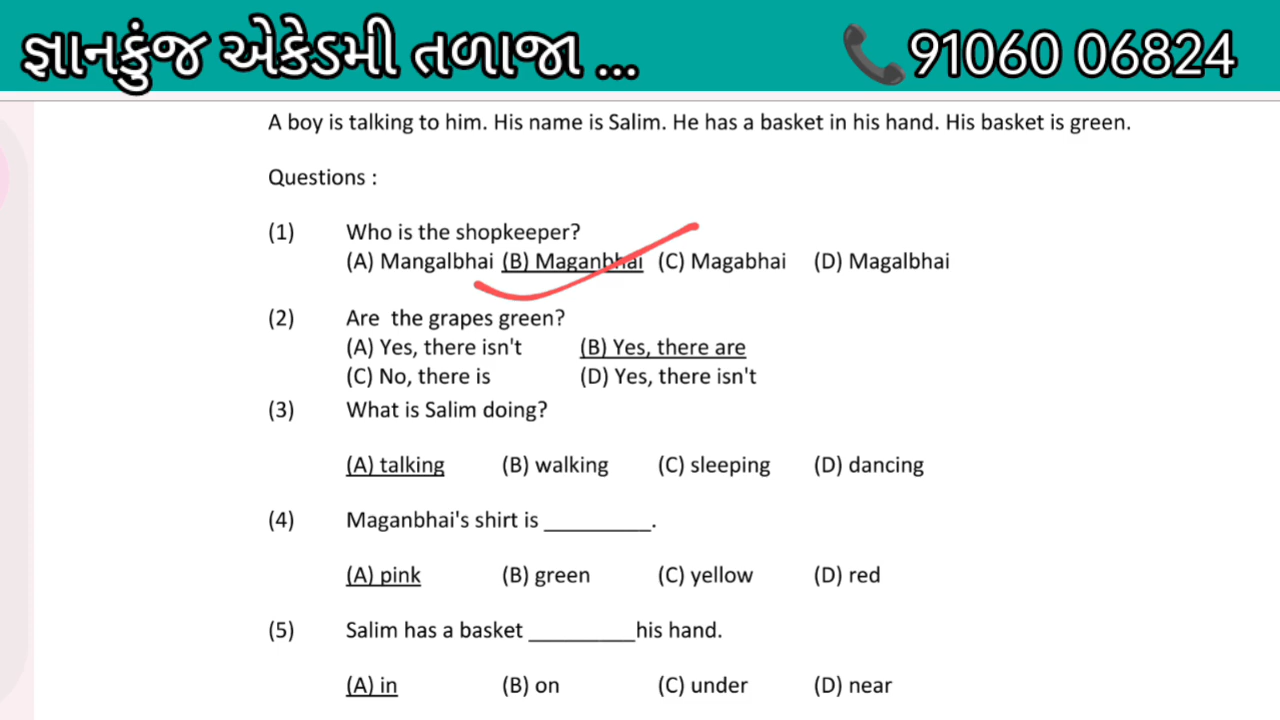 જ્ઞાનકુંજ એકેડમી તળાજા ... 91060 06824
A boy is talking to him. His name is Salim. He has a basket in his hand. His basket is green.
Questions :
(1) Who is the shopkeeper?
(A) Mangalbhai (B) Maganbhai (C) Magabhai (D) Magalbhai
(2) Are the grapes green?
(A) Yes, there isn't (B) Yes, there are
(C) No, there is (D) Yes, there isn't
(3) What is Salim doing?
(A) talking (B) walking (C) sleeping (D) dancing
(4) Maganbhai's shirt is _________.
(A) pink (B) green (C) yellow (D) red
(5) Salim has a basket _________his hand.
(A) in (B) on (C) under (D) near